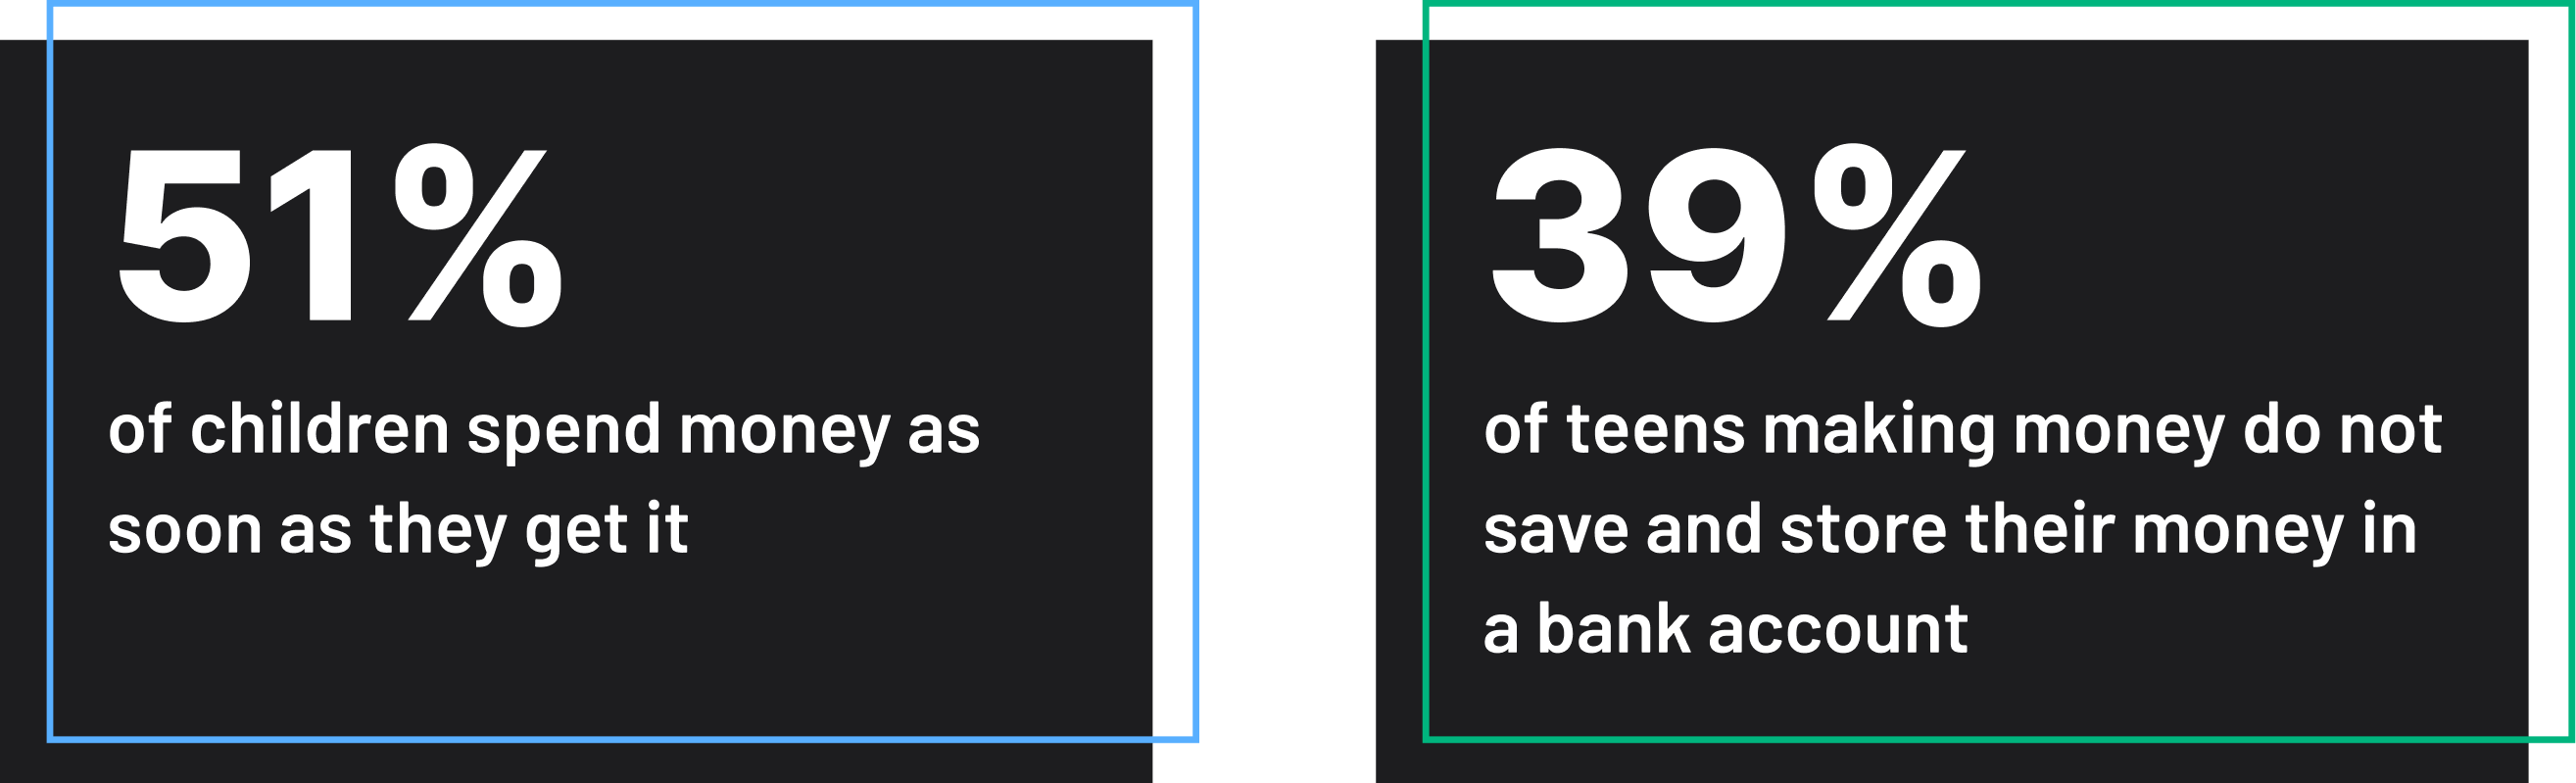 51%
of children spend money as
soon as they get it
39%
of teens making money do not
save and store their money in
a bank account